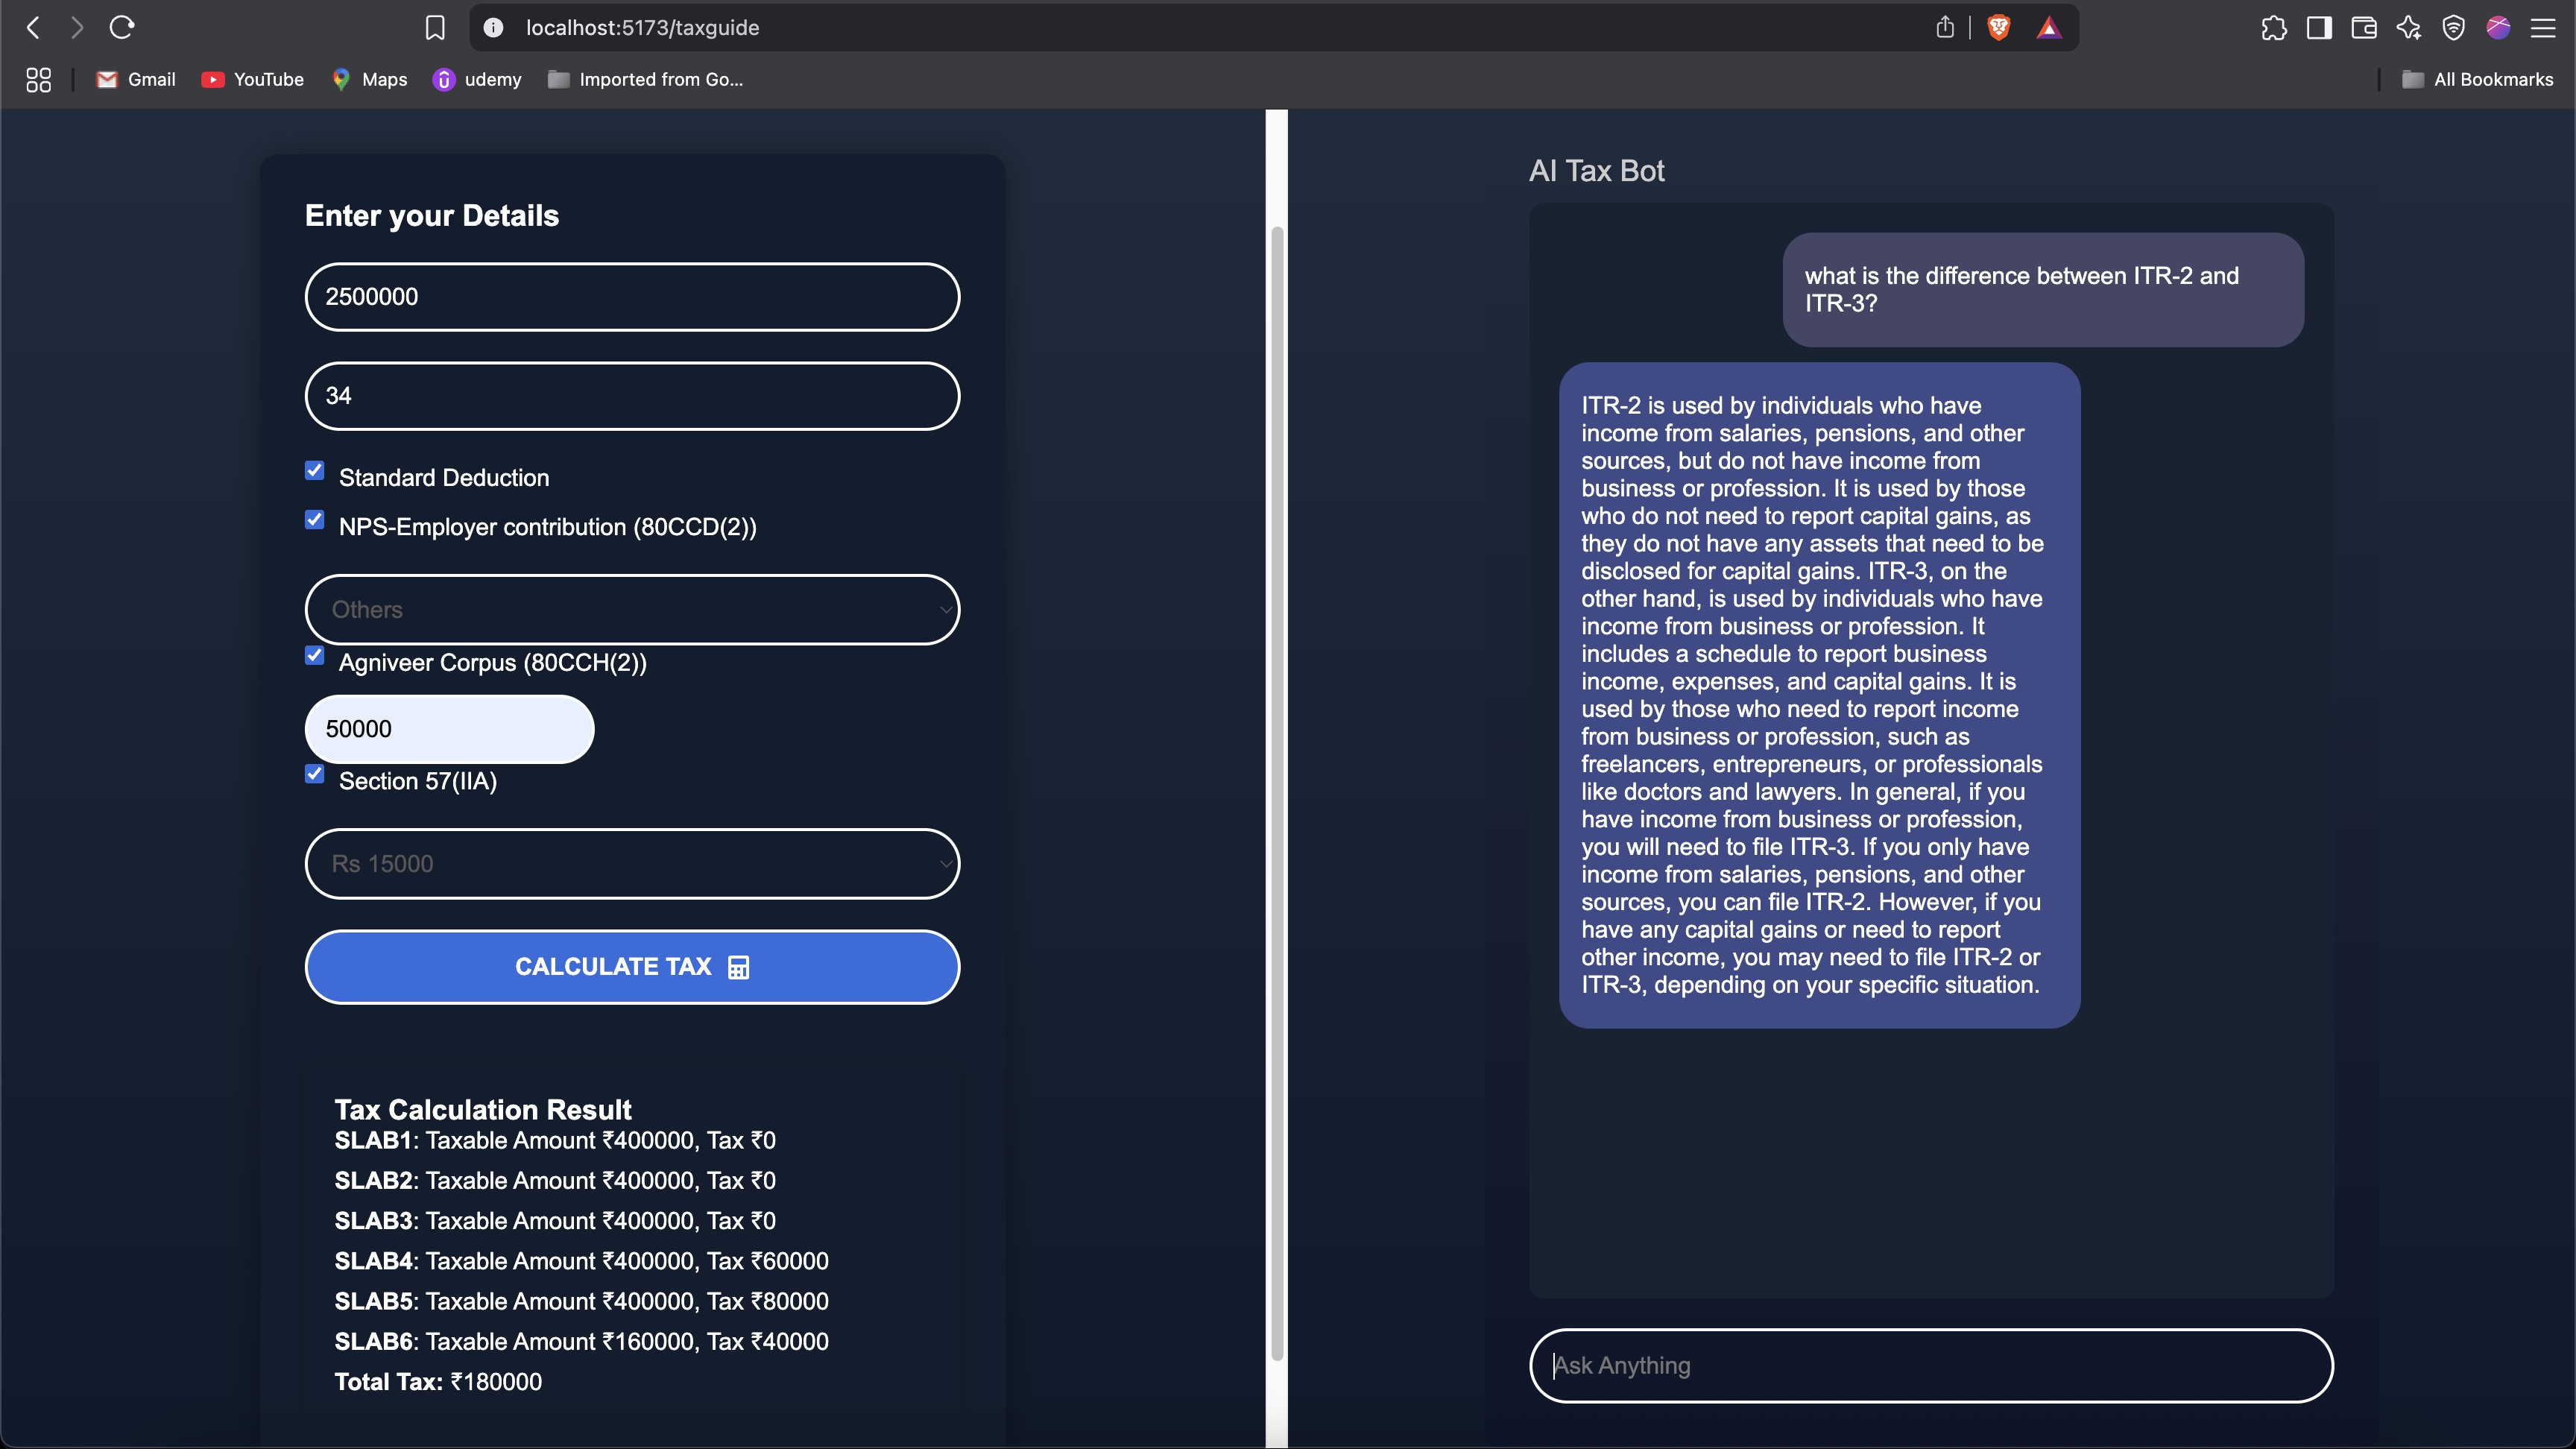 localhost:5173/taxguide
Gmail
YouTube
Maps
udemy
Imported from Go...
All Bookmarks
Enter your Details
2500000
34
Standard Deduction
NPS-Employer contribution (80CCD(2))
Others
Agniveer Corpus (80CCH(2))
50000
Section 57(IIA)
Rs 15000
CALCULATE TAX
Tax Calculation Result
SLAB1: Taxable Amount ₹400000, Tax ₹0
SLAB2: Taxable Amount ₹400000, Tax ₹0
SLAB3: Taxable Amount ₹400000, Tax ₹0
SLAB4: Taxable Amount ₹400000, Tax ₹60000
SLAB5: Taxable Amount ₹400000, Tax ₹80000
SLAB6: Taxable Amount ₹160000, Tax ₹40000
Total Tax: ₹180000
AI Tax Bot
what is the difference between ITR-2 and
ITR-3?
ITR-2 is used by individuals who have
income from salaries, pensions, and other
sources, but do not have income from
business or profession. It is used by those
who do not need to report capital gains, as
they do not have any assets that need to be
disclosed for capital gains. ITR-3, on the
other hand, is used by individuals who have
income from business or profession. It
includes a schedule to report business
income, expenses, and capital gains. It is
used by those who need to report income
from business or profession, such as
freelancers, entrepreneurs, or professionals
like doctors and lawyers. In general, if you
have income from business or profession,
you will need to file ITR-3. If you only have
income from salaries, pensions, and other
sources, you can file ITR-2. However, if you
have any capital gains or need to report
other income, you may need to file ITR-2 or
ITR-3, depending on your specific situation.
Ask Anything